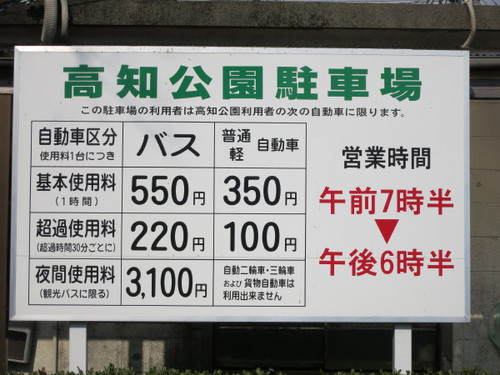 高知公園駐車場
この駐車場の利用者は高知公園利用者の次の自動車に限ります。
自動車区分
使用料1台につき
バス
普通
軽
自動車
基本使用料
(1時間)
550円
350円
超過使用料
(超過時間30分ごとに)
220円
100円
夜間使用料
(観光バスに限る)
3,100円
自動二輪車・三輪車
および貨物自動車は
利用出来ません
営業時間
午前7時半
▼
午後6時半